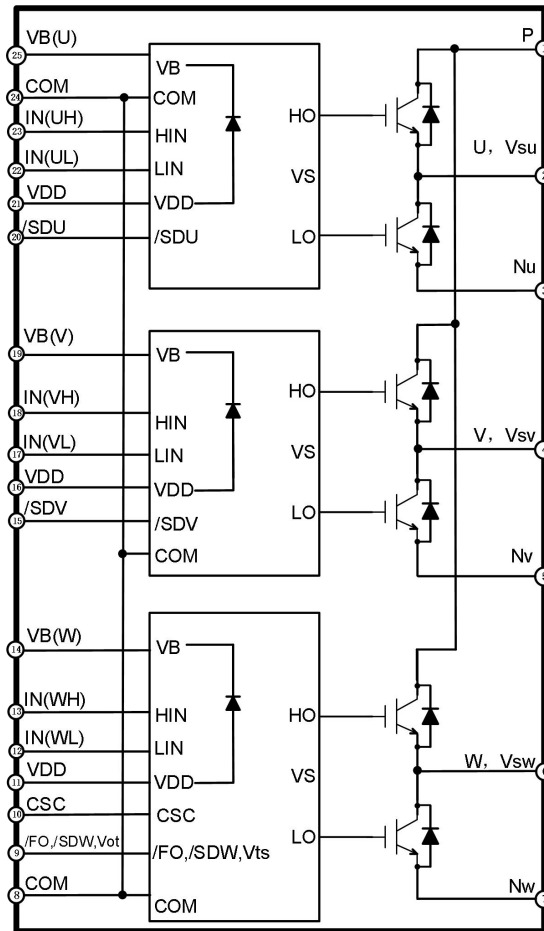 VB(U)
25
COM
24
IN(UH)
23
IN(UL)
22
VDD
21
/SDU
20
VB
COM
HIN
LIN
VDD
/SDU
HO
VS
LO
P
U, Vsu
2
Nu
VB(V)
19
IN(VH)
18
IN(VL)
17
VDD
16
/SDV
15
VB
HIN
LIN
VDD
/SDV
COM
HO
VS
LO
V, Vsv
Nv
VB(W)
14
IN(WH)
13
IN(WL)
12
VDD
11
CSC
10
/FO,/SDW,Vot
9
COM
8
VB
HIN
LIN
VDD
CSC
/FO,/SDW,Vts
COM
HO
VS
LO
W, Vsw
Nw